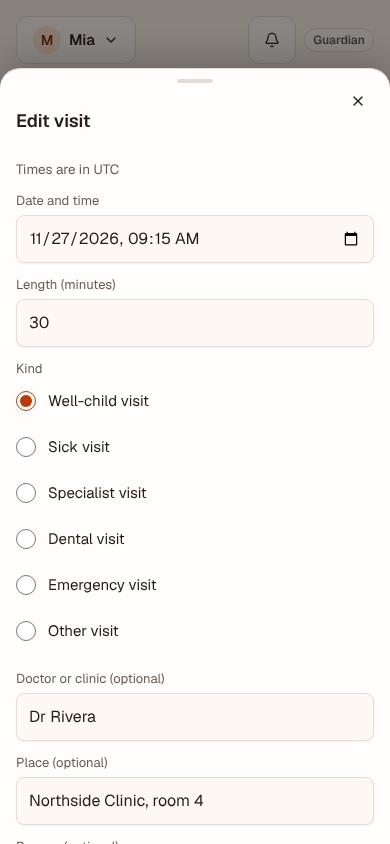 M Mia Guardian
Edit visit
Times are in UTC
Date and time
11/27/2026, 09:15 AM
Length (minutes)
30
Kind
Well-child visit
Sick visit
Specialist visit
Dental visit
Emergency visit
Other visit
Doctor or clinic (optional)
Dr Rivera
Place (optional)
Northside Clinic, room 4